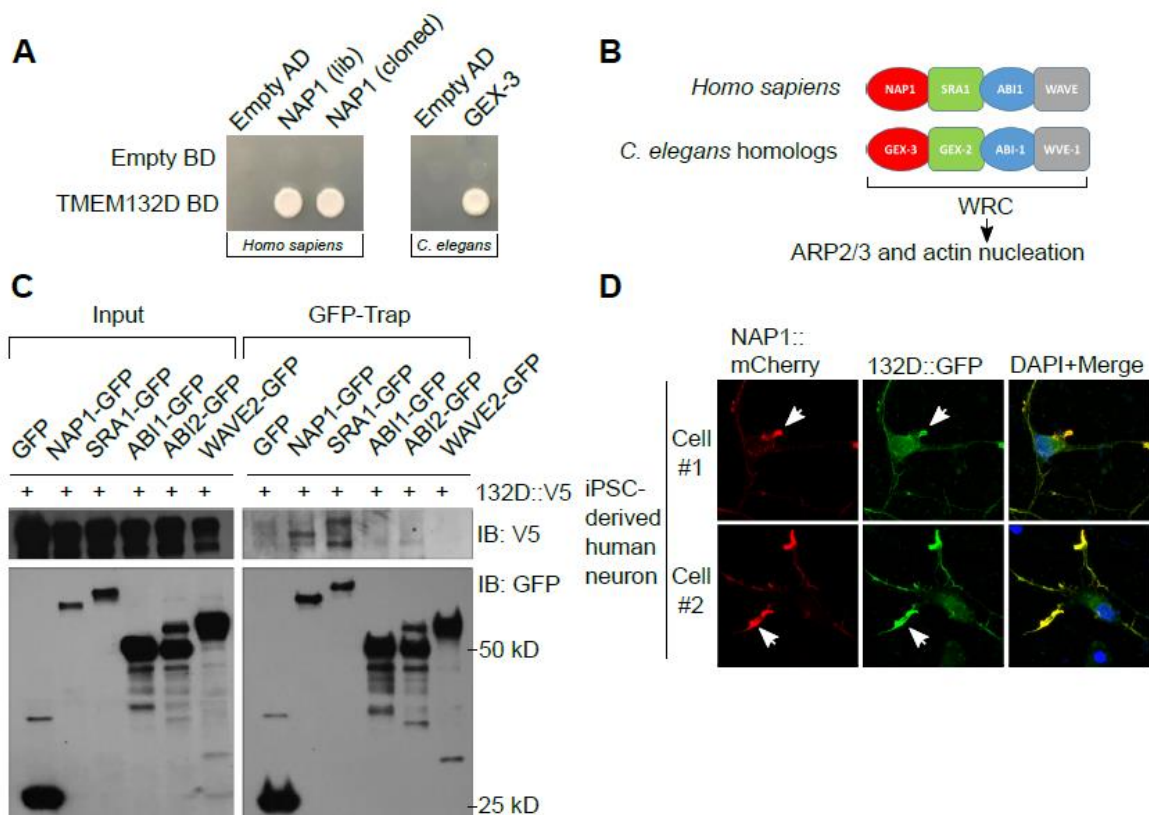 A
Empty AD
NAP1 (lib)
NAP1 (cloned)
Empty AD
GEX-3
Empty BD
TMEM132D BD
Homo sapiens
C. elegans
B
Homo sapiens
NAP1 SRA1 ABI1 WAVE
C. elegans homologs
GEX-3 GEX-2 ABI-1 WVE-1
WRC
ARP2/3 and actin nucleation
C
Input
GFP-Trap
GFP
NAP1-GFP
SRA1-GFP
ABI1-GFP
ABI2-GFP
WAVE2-GFP
GFP
NAP1-GFP
SRA1-GFP
ABI1-GFP
ABI2-GFP
WAVE2-GFP
+ + + + + + + + + + + + 132D::V5
IB: V5
IB: GFP
-50 kD
-25 kD
D
NAP1::
mCherry
132D::GFP
DAPI+Merge
iPSC-
derived
human
neuron
Cell
#1
Cell
#2